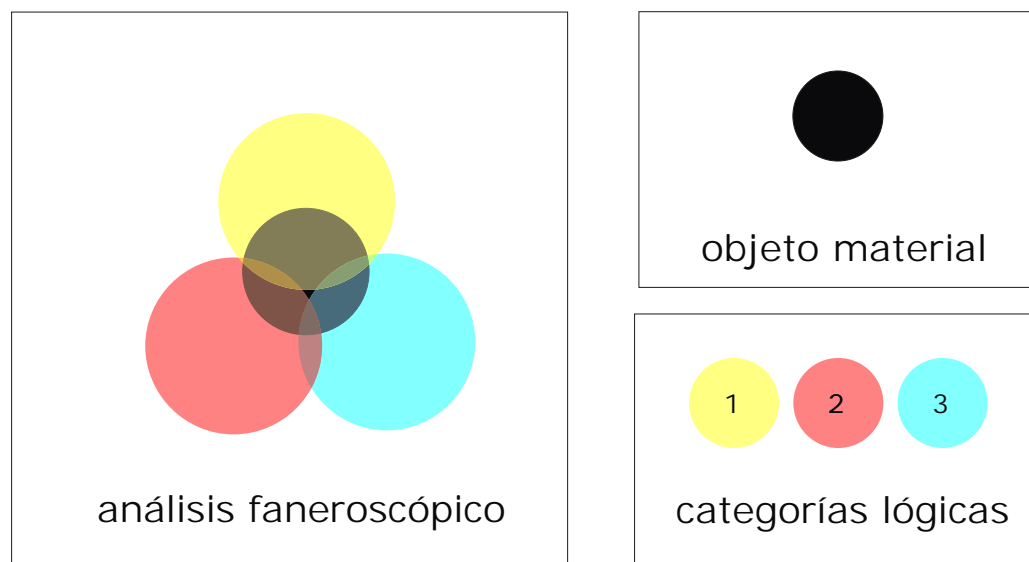 análisis faneroscópico
objeto material
1 2 3
categorías lógicas